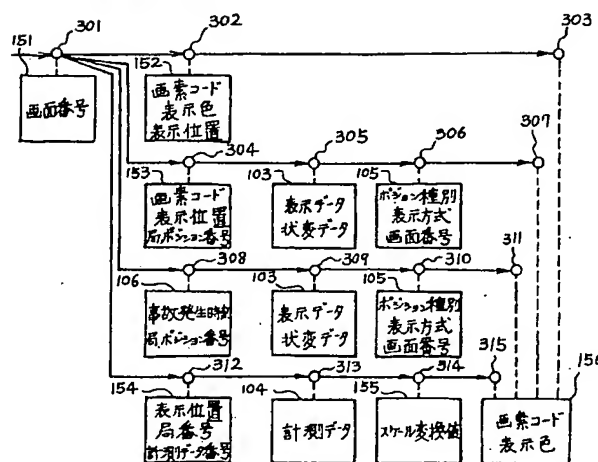 301
302
303
151
画面番号
152
画素コード
表示色
表示位置
304
305
306
307
153
画素コード
表示位置
局ポジション番号
103
表示データ
状変データ
105
ポジション種別
表示方式
画面番号
308
309
310
311
106
事故発生時刻
局ポジション番号
103
表示データ
状変データ
105
ポジション種別
表示方式
画面番号
312
313
314
315
154
表示位置
局番号
計測データ番号
104
計測データ
155
スケール変換値
156
画素コード
表示色